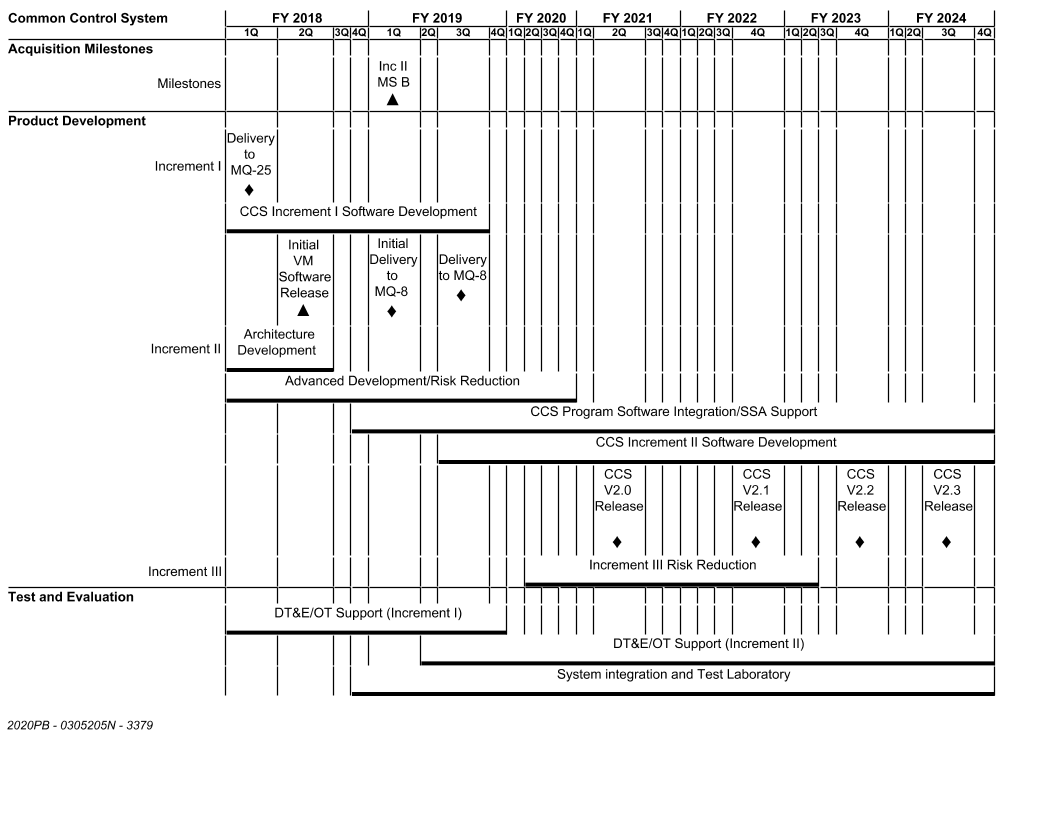 Common Control System
FY 2018 FY 2019 FY 2020 FY 2021 FY 2022 FY 2023 FY 2024
1Q 2Q 3Q 4Q 1Q 2Q 3Q 4Q 1Q 2Q 3Q 4Q 1Q 2Q 3Q 4Q 1Q 2Q 3Q 4Q 1Q 2Q 3Q 4Q 1Q 2Q 3Q 4Q
Acquisition Milestones
Milestones
Inc II
MS B
Product Development
Increment I
Delivery
to
MQ-25
CCS Increment I Software Development
Initial
VM
Software
Release
Initial
Delivery
to
MQ-8
Delivery
to MQ-8
Increment II
Architecture
Development
Advanced Development/Risk Reduction
CCS Program Software Integration/SSA Support
CCS Increment II Software Development
CCS
V2.0
Release
CCS
V2.1
Release
CCS
V2.2
Release
CCS
V2.3
Release
Increment III
Increment III Risk Reduction
Test and Evaluation
DT&E/OT Support (Increment I)
DT&E/OT Support (Increment II)
System integration and Test Laboratory
2020PB - 0305205N - 3379